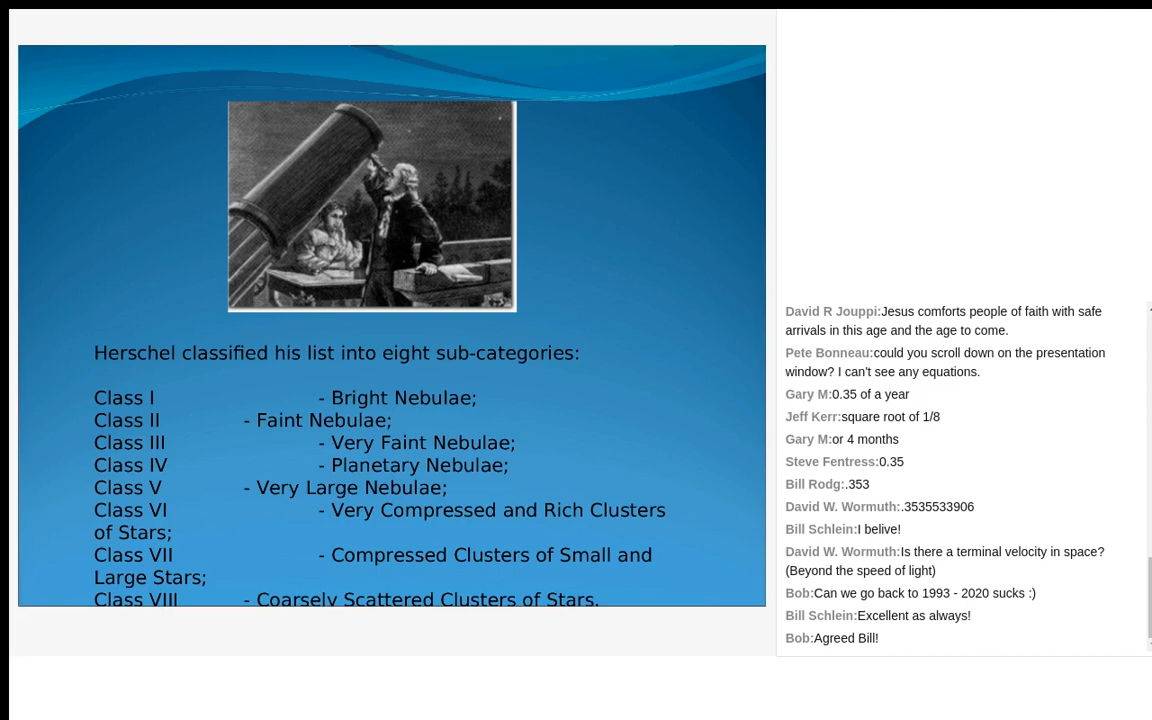 Herschel classified his list into eight sub-categories:
Class I - Bright Nebulae;
Class II - Faint Nebulae;
Class III - Very Faint Nebulae;
Class IV - Planetary Nebulae;
Class V - Very Large Nebulae;
Class VI - Very Compressed and Rich Clusters
of Stars;
Class VII - Compressed Clusters of Small and
Large Stars;
Class VIII - Coarsely Scattered Clusters of Stars.
David R Jouppi:Jesus comforts people of faith with safe
arrivals in this age and the age to come.
Pete Bonneau:could you scroll down on the presentation
window? I can't see any equations.
Gary M:0.35 of a year
Jeff Kerr:square root of 1/8
Gary M:or 4 months
Steve Fentress:0.35
Bill Rodg:.353
David W. Wormuth:.3535533906
Bill Schlein:I belive!
David W. Wormuth:Is there a terminal velocity in space?
(Beyond the speed of light)
Bob:Can we go back to 1993 - 2020 sucks :)
Bill Schlein:Excellent as always!
Bob:Agreed Bill!